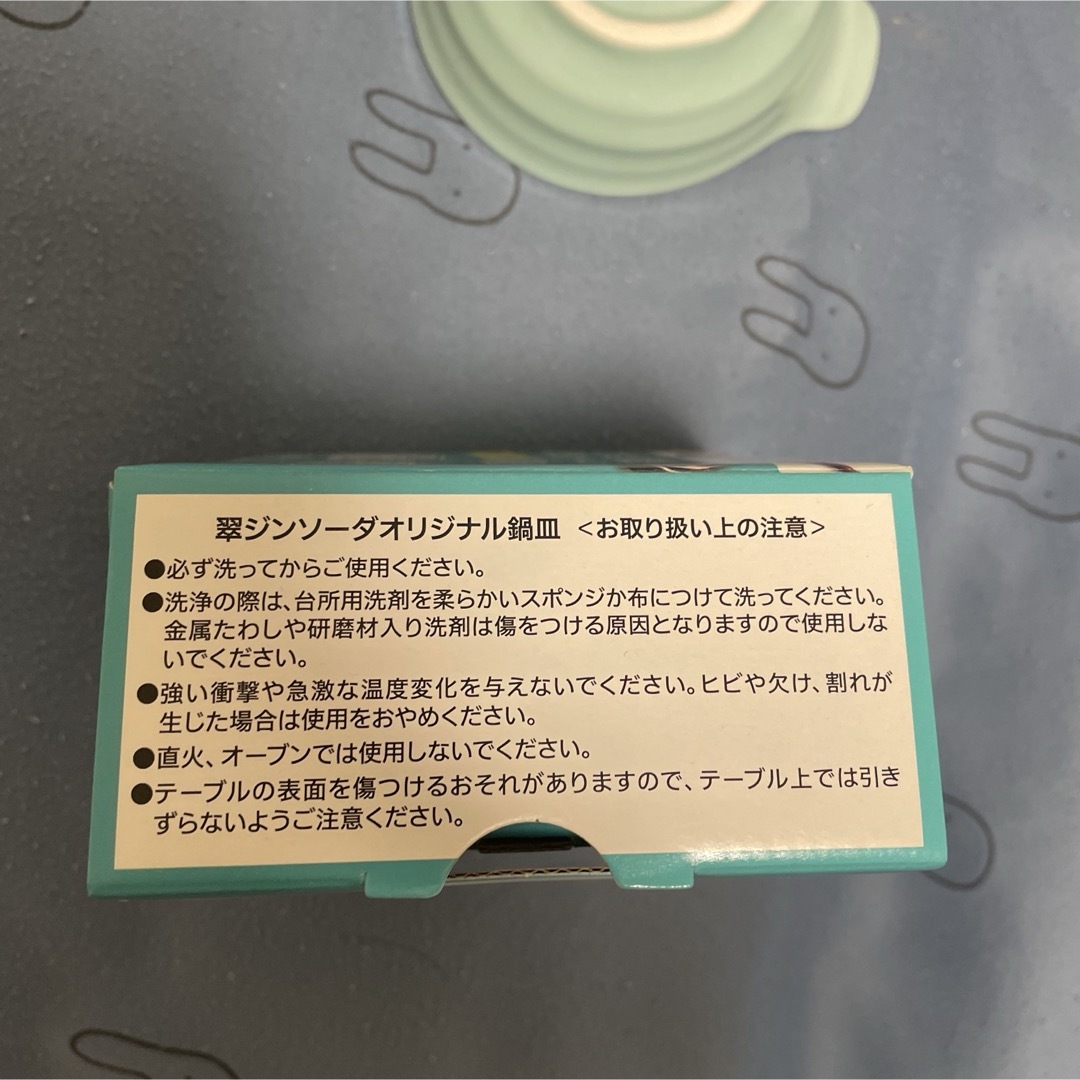 翠ジンソーダオリジナル鍋皿 <お取り扱い上の注意>
●必ず洗ってからご使用ください。
●洗浄の際は、台所用洗剤を柔らかいスポンジか布につけて洗ってください。
金属たわしや研磨材入り洗剤は傷をつける原因となりますので使用しな
いでください。
●強い衝撃や急激な温度変化を与えないでください。ヒビや欠け、割れが
生じた場合は使用をおやめください。
●直火、オーブンでは使用しないでください。
●テーブルの表面を傷つけるおそれがありますので、テーブル上では引き
ずらないようご注意ください。